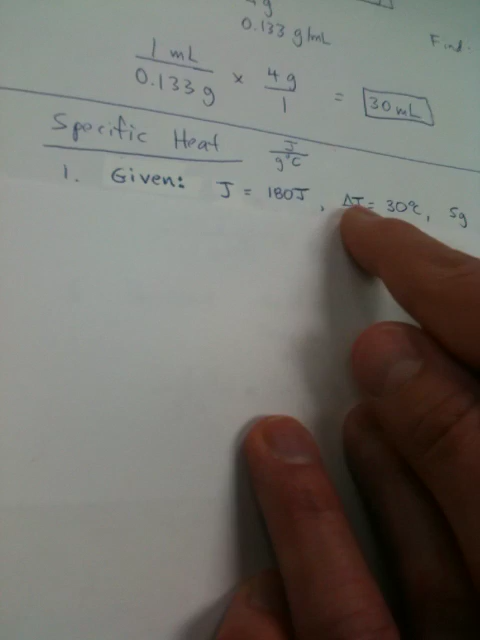 0.133 g/mL
Find:
1 mL / 0.133 g × 4 g / 1 = 30 mL
Specific Heat J / g°C
1. Given: J = 180J, ΔT = 30°C, 5g